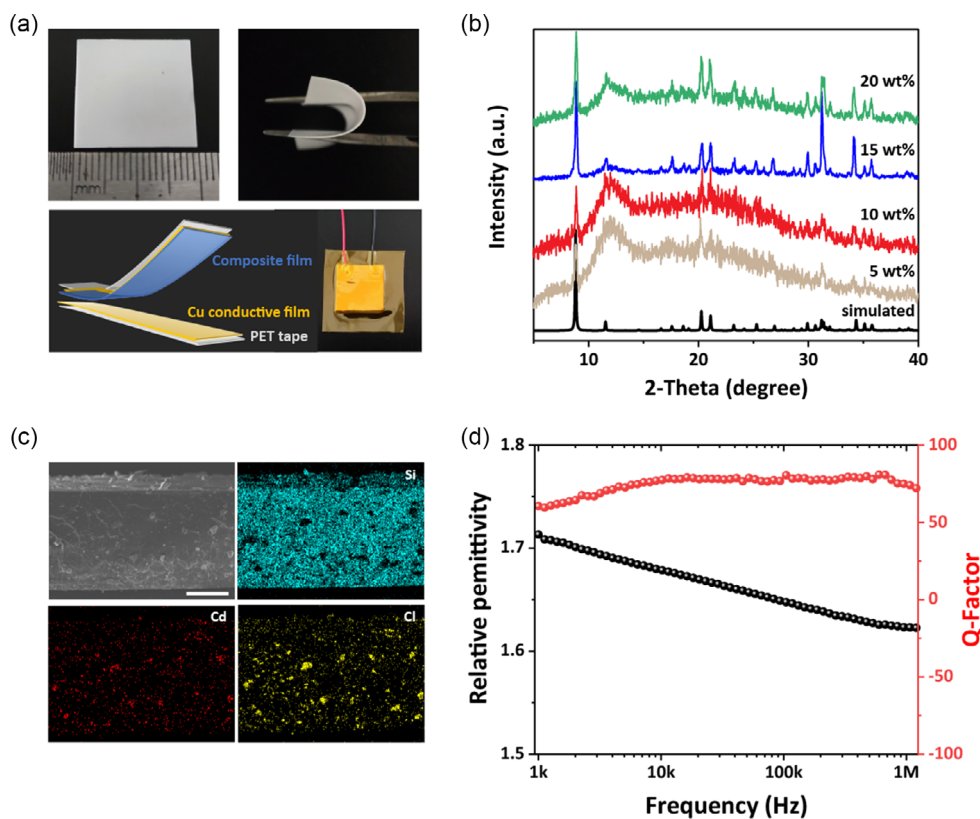 (a)
mm
Composite film
Cu conductive film
PET tape
(b)
Intensity (a.u.)
20 wt%
15 wt%
10 wt%
5 wt%
simulated
10
20
30
40
2-Theta (degree)
(c)
Si
Cd
Cl
(d)
Relative pemittivity
1.8
1.7
1.6
1.5
100
50
0
-50
-100
Q-Factor
1k
10k
100k
1M
Frequency (Hz)